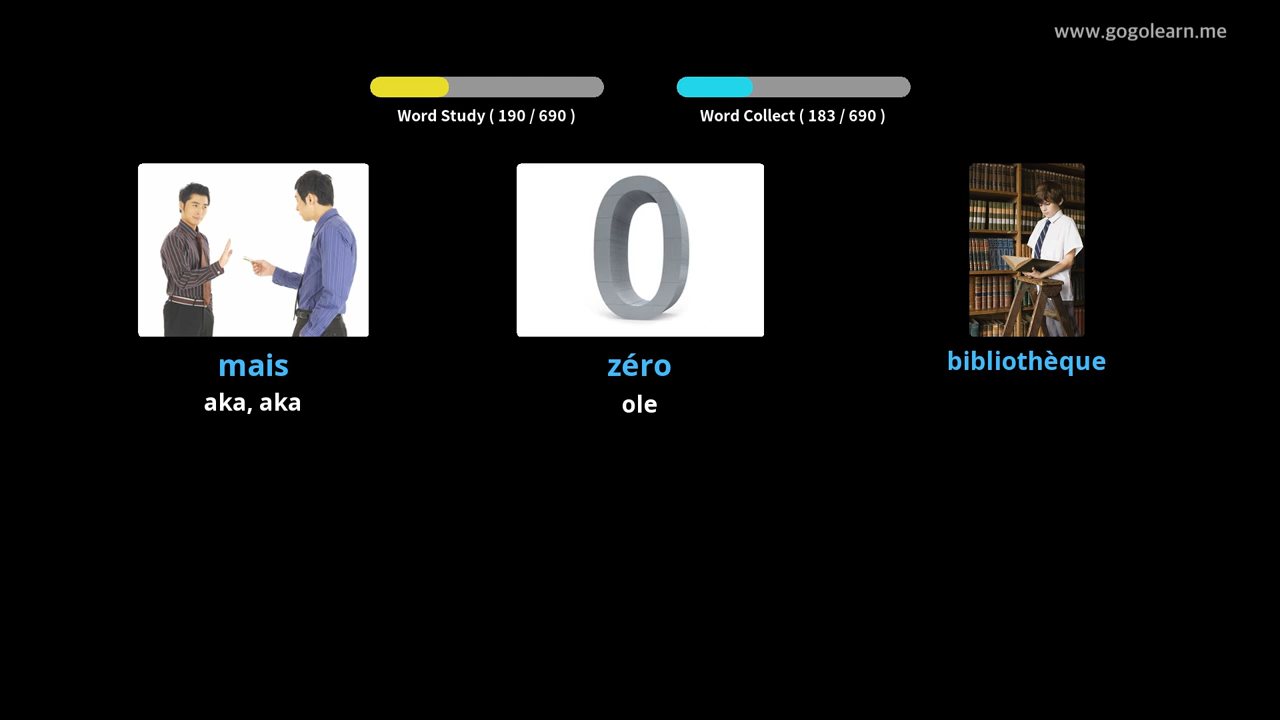 www.gogolearn.me
Word Study ( 190 / 690 )
Word Collect ( 183 / 690 )
mais
aka, aka
zéro
ole
bibliothèque